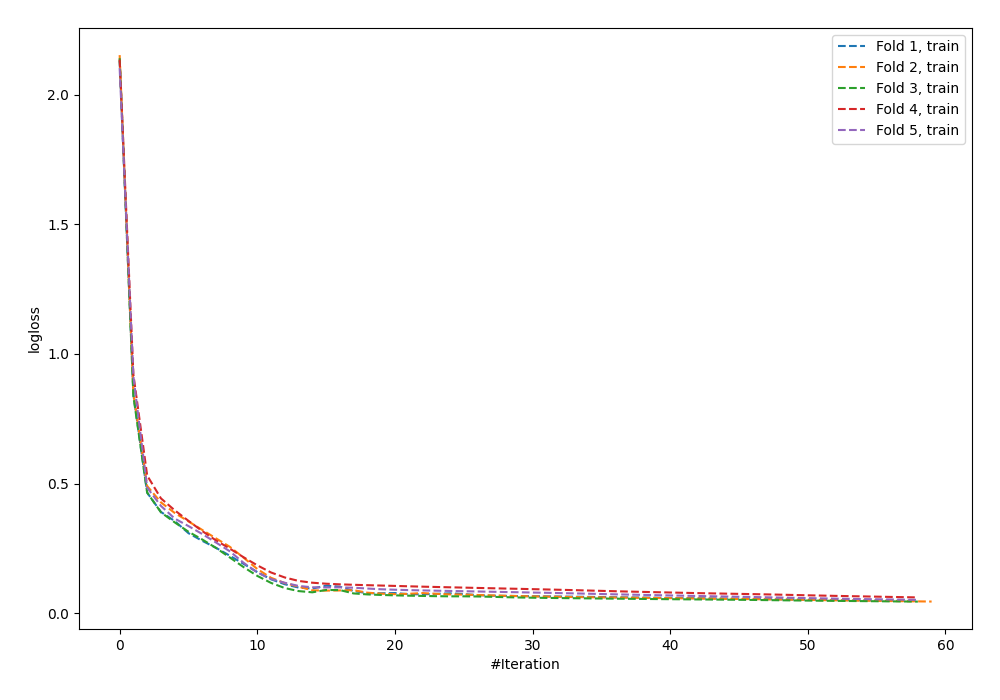 Fold 1, train
Fold 2, train
Fold 3, train
Fold 4, train
Fold 5, train
logloss
2.0
1.5
1.0
0.5
0.0
0 10 20 30 40 50 60
#Iteration